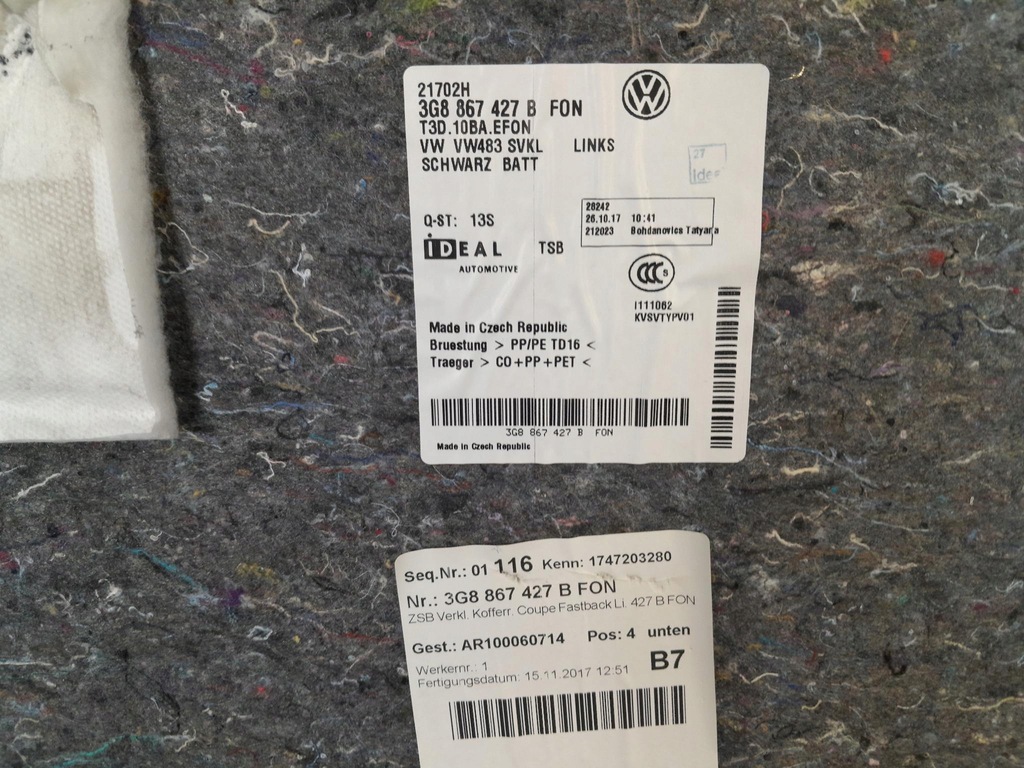 21702H
3G8 867 427 B FON
T3D.10BA.EFON
VW VW483 SVKL LINKS
SCHWARZ BATT
27
Ide
Q-ST: 13S
28242
26.10.17 10:41
212023 Bohdanovics Tatyana
iDEAL TSB
AUTOMOTIVE
CCC S
I111062
KVSVTYPV01
Made in Czech Republic
Bruestung > PP/PE TD16 <
Traeger > CO+PP+PET <
3G8 867 427 B FON
Made in Czech Republic
Seq.Nr.: 01 116 Kenn: 1747203280
Nr.: 3G8 867 427 B FON
ZSB Verkl. Kofferr. Coupe Fastback Li. 427 B FON
Gest.: AR100060714 Pos: 4 unten
Werkernr.: 1 B7
Fertigungsdatum: 15.11.2017 12:51